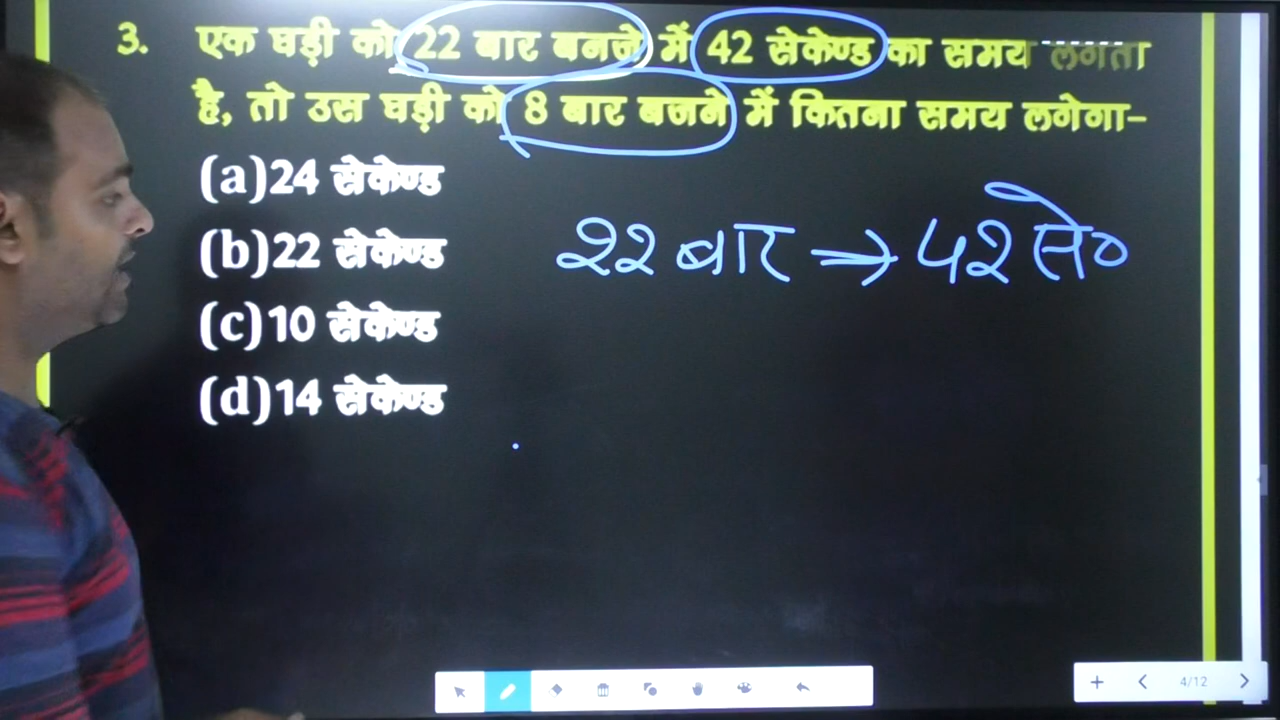 3. एक घड़ी को 22 बार बनजे में 42 सेकेण्ड का समय लगता
है, तो उस घड़ी को 8 बार बजने में कितना समय लगेगा-
(a)24 सेकेण्ड
(b)22 सेकेण्ड
(c)10 सेकेण्ड
(d)14 सेकेण्ड
22 बार → 42 से०
4/12